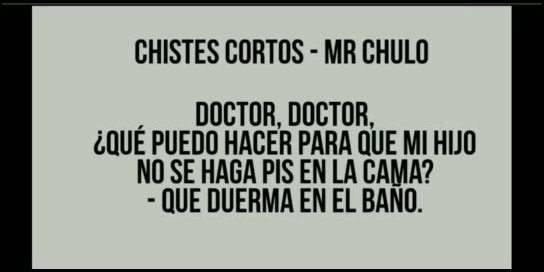 CHISTES CORTOS - MR CHULO
DOCTOR, DOCTOR,
¿QUÉ PUEDO HACER PARA QUE MI HIJO
NO SE HAGA PIS EN LA CAMA?
- QUE DUERMA EN EL BAÑO.